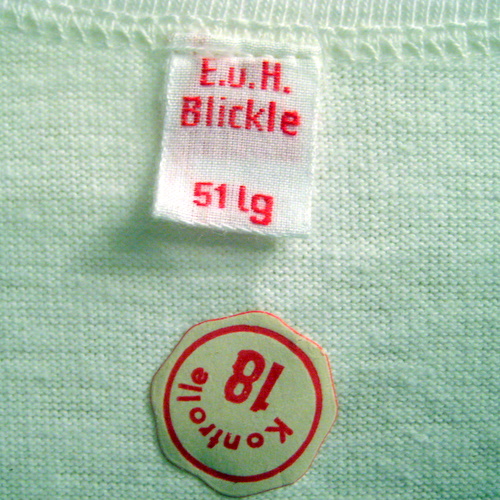 E.u.H.
Blickle
51 lg
18
Kontrolle